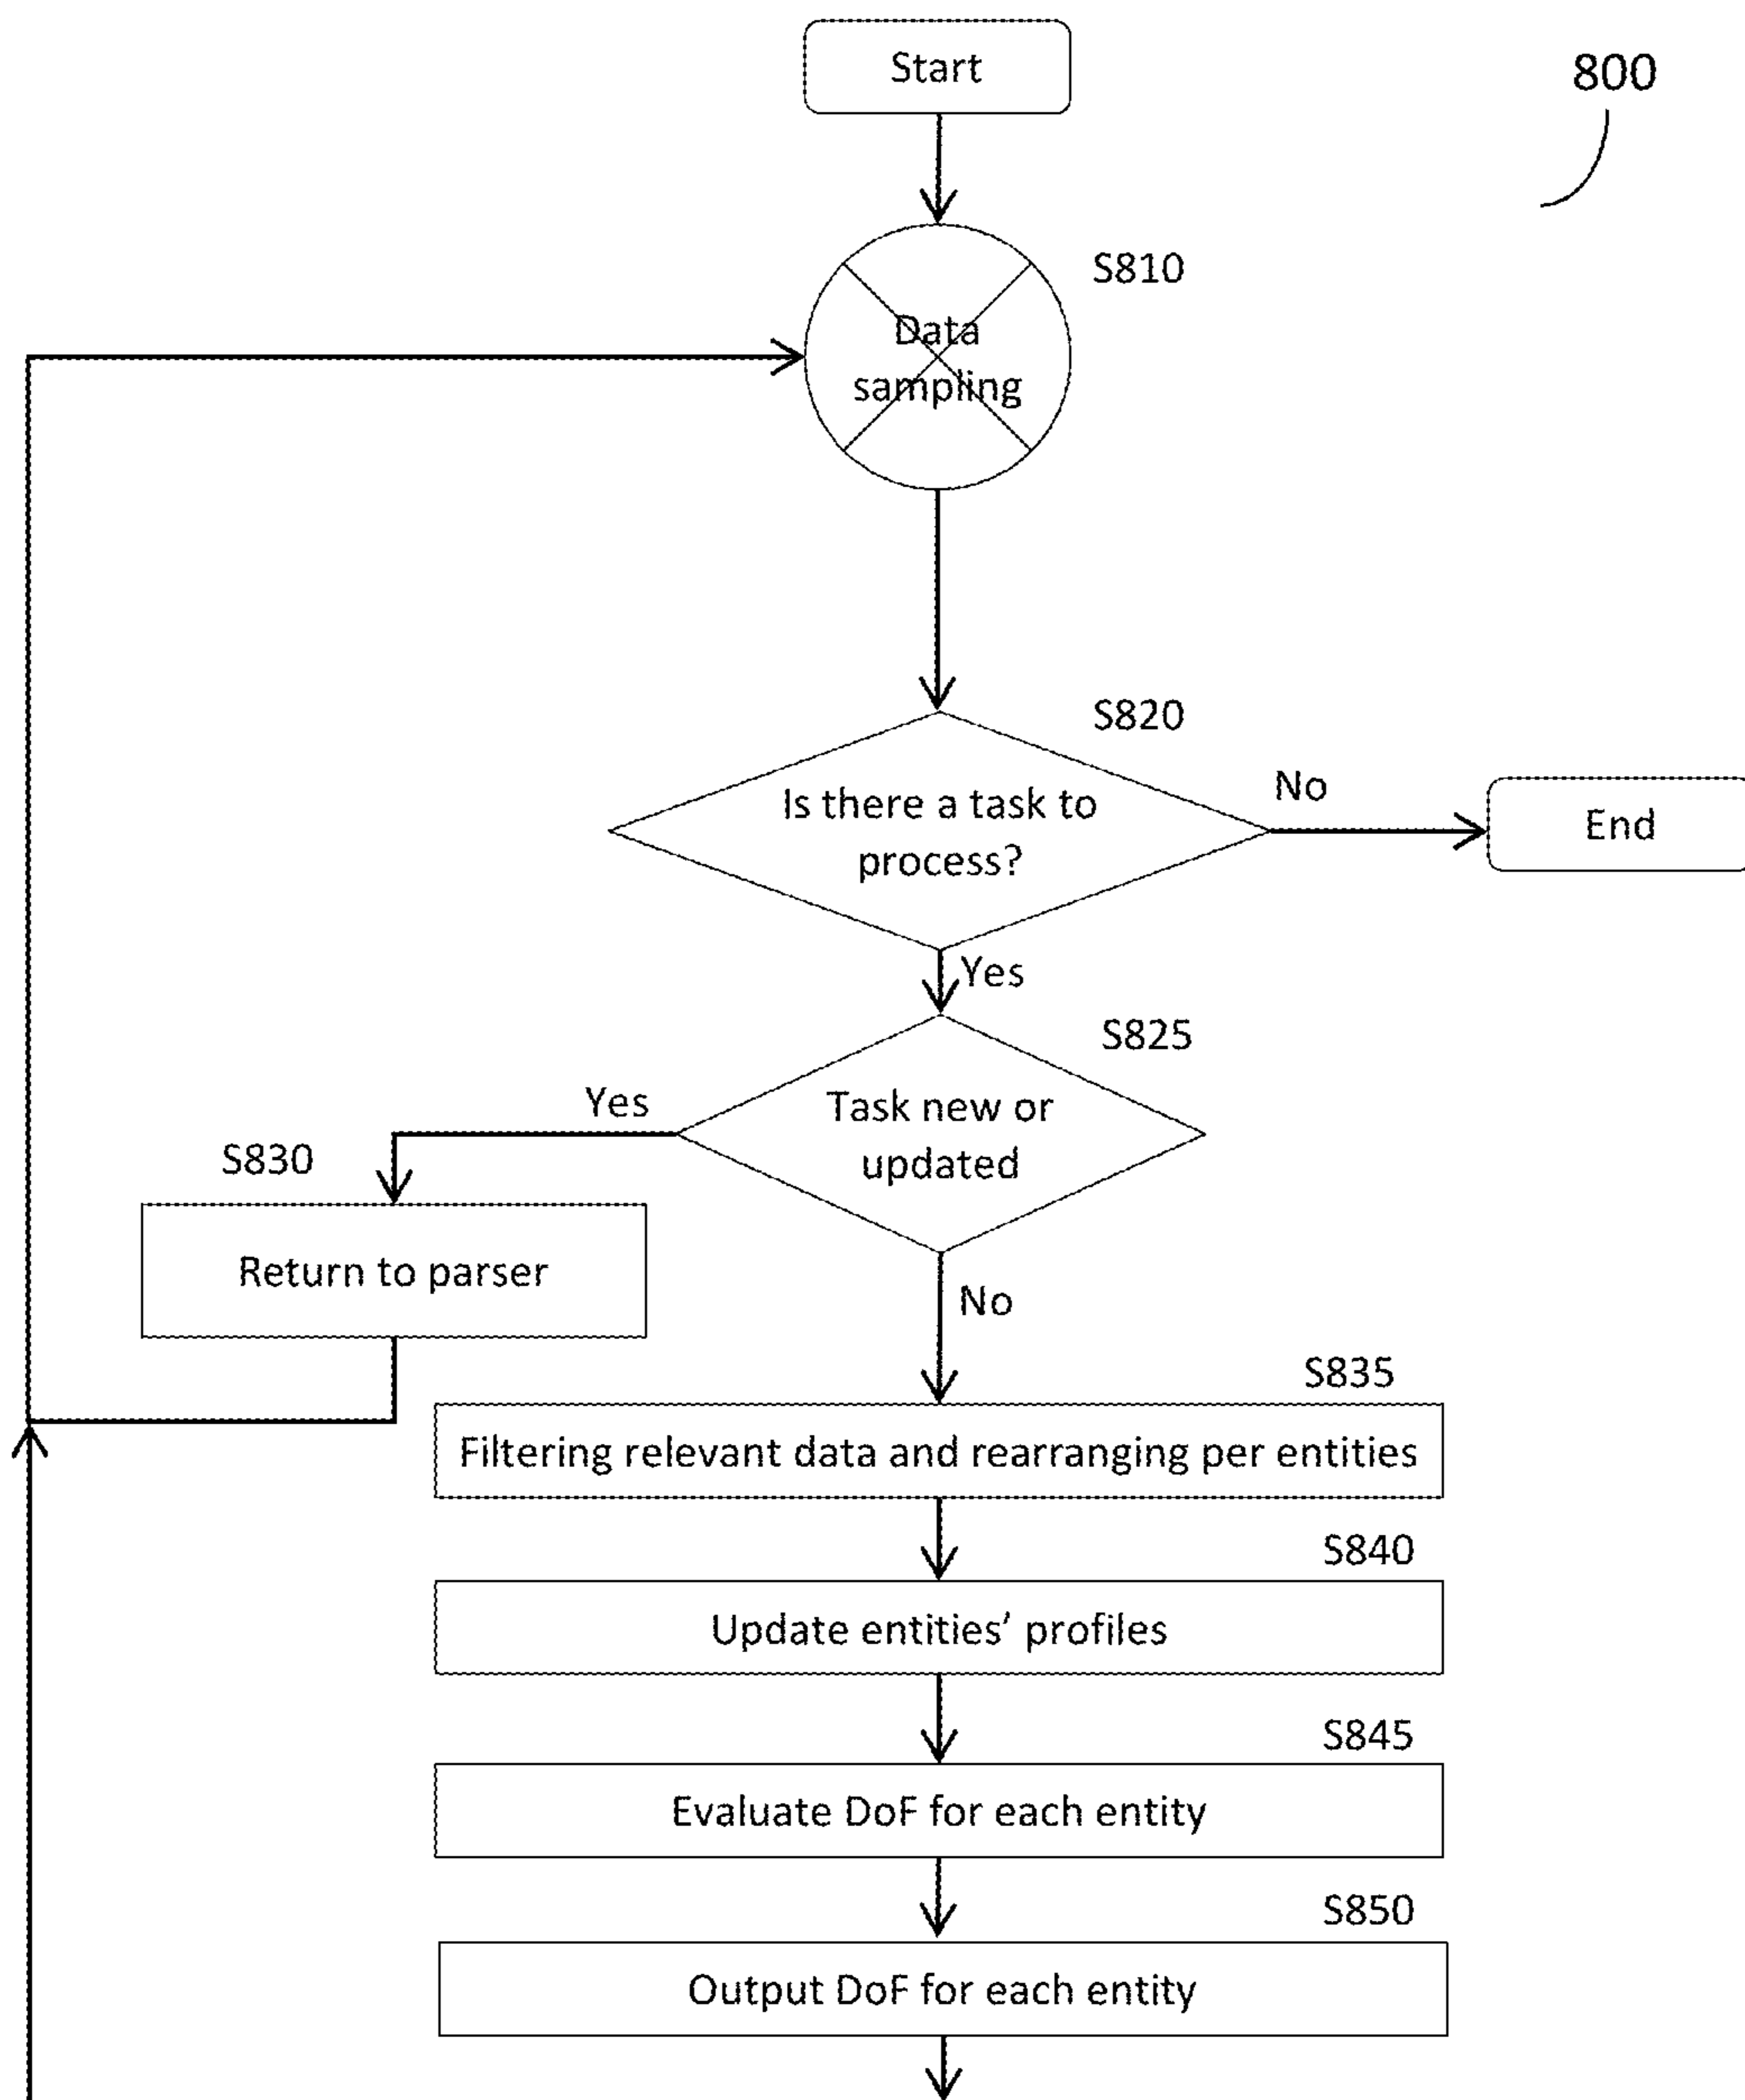 Start
800
S810
Data
sampling
S820
Is there a task to
process?
No
End
Yes
S825
Task new or
updated
Yes
S830
Return to parser
No
S835
Filtering relevant data and rearranging per entities
S840
Update entities’ profiles
S845
Evaluate DoF for each entity
S850
Output DoF for each entity